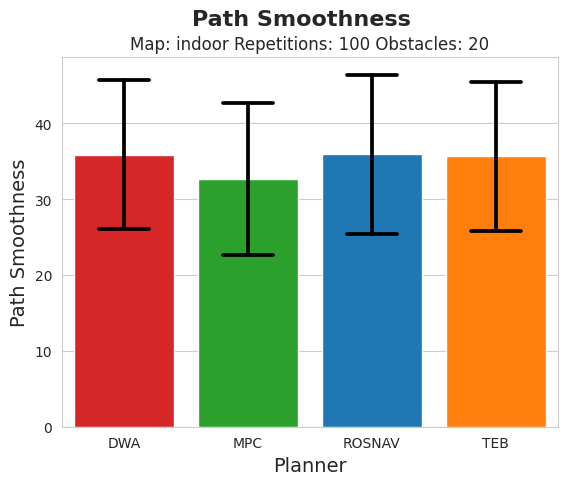 Path Smoothness
Map: indoor Repetitions: 100 Obstacles: 20
Path Smoothness
40
30
20
10
0
DWA MPC ROSNAV TEB
Planner